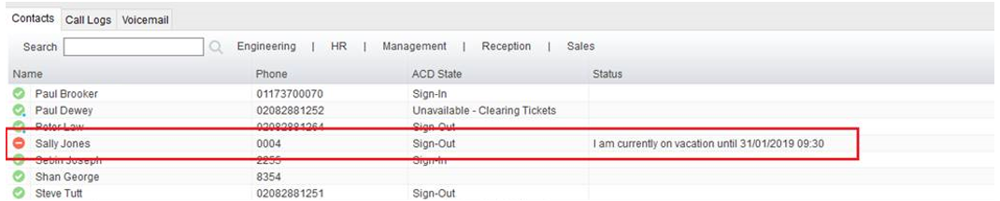 Contacts Call Logs Voicemail
Search Engineering | HR | Management | Reception | Sales
Name Phone ACD State Status
Paul Brooker 01173700070 Sign-In
Paul Dewey 02082881252 Unavailable - Clearing Tickets
Peter Law 02082881264 Sign-Out
Sally Jones 0004 Sign-Out I am currently on vacation until 31/01/2019 09:30
Sebin Joseph 2255 Sign-In
Shan George 8354
Steve Tutt 02082881251 Sign-Out